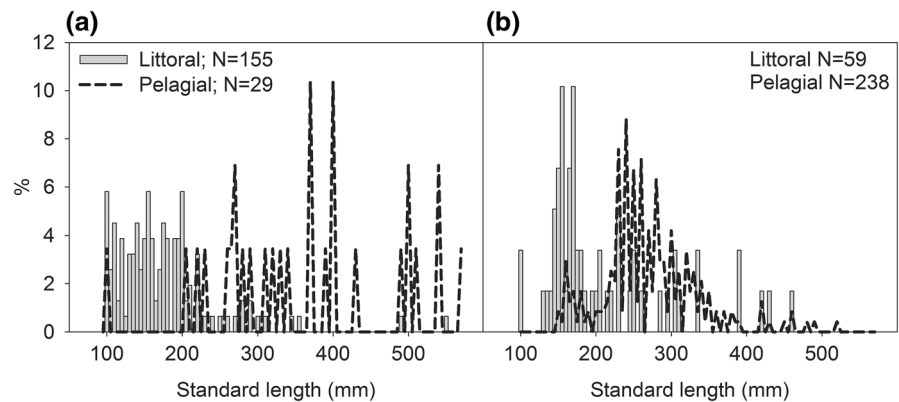 (a) (b)
Littoral; N=155
Pelagial; N=29
Littoral N=59
Pelagial N=238
%
12
10
8
6
4
2
0
100 200 300 400 500
100 200 300 400 500
Standard length (mm)
Standard length (mm)